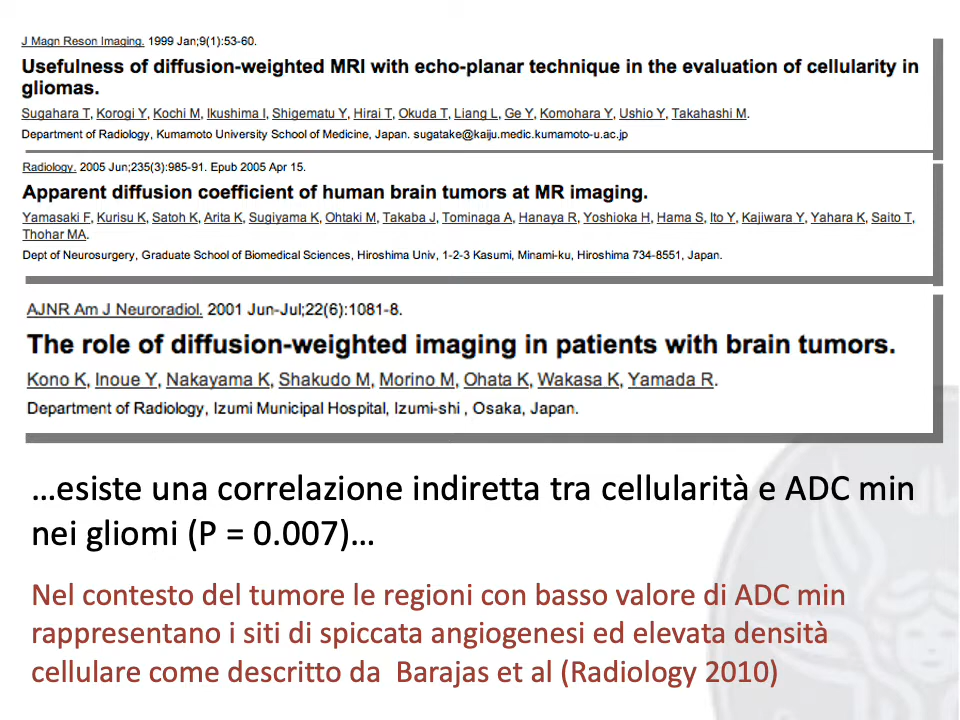 J Magn Reson Imaging. 1999 Jan;9(1):53-60.
Usefulness of diffusion-weighted MRI with echo-planar technique in the evaluation of cellularity in
gliomas.
Sugahara T, Korogi Y, Kochi M, Ikushima I, Shigematu Y, Hirai T, Okuda T, Liang L, Ge Y, Komohara Y, Ushio Y, Takahashi M.
Department of Radiology, Kumamoto University School of Medicine, Japan. sugatake@kaiju.medic.kumamoto-u.ac.jp
Radiology. 2005 Jun;235(3):985-91. Epub 2005 Apr 15.
Apparent diffusion coefficient of human brain tumors at MR imaging.
Yamasaki F, Kurisu K, Satoh K, Arita K, Sugiyama K, Ohtaki M, Takaba J, Tominaga A, Hanaya R, Yoshioka H, Hama S, Ito Y, Kajiwara Y, Yahara K, Saito T,
Thohar MA.
Dept of Neurosurgery, Graduate School of Biomedical Sciences, Hiroshima Univ, 1-2-3 Kasumi, Minami-ku, Hiroshima 734-8551, Japan.
AJNR Am J Neuroradiol. 2001 Jun-Jul;22(6):1081-8.
The role of diffusion-weighted imaging in patients with brain tumors.
Kono K, Inoue Y, Nakayama K, Shakudo M, Morino M, Ohata K, Wakasa K, Yamada R.
Department of Radiology, Izumi Municipal Hospital, Izumi-shi , Osaka, Japan.
…esiste una correlazione indiretta tra cellularità e ADC min
nei gliomi (P = 0.007)…
Nel contesto del tumore le regioni con basso valore di ADC min
rappresentano i siti di spiccata angiogenesi ed elevata densità
cellulare come descritto da  Barajas et al (Radiology 2010)